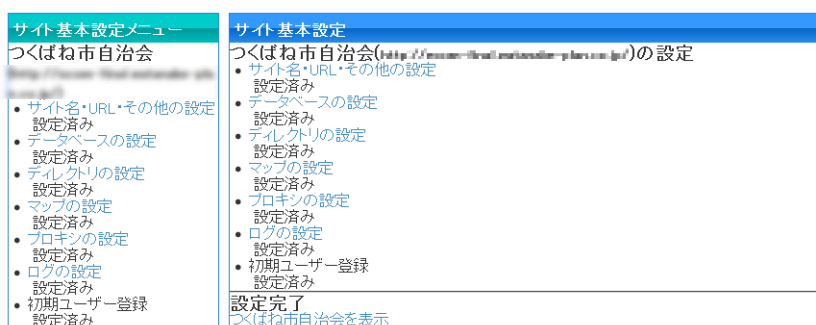 サイト基本設定メニュー
つくばね市自治会
・サイト名・URL・その他の設定
設定済み
・データベースの設定
設定済み
・ディレクトリの設定
設定済み
・マップの設定
設定済み
・プロキシの設定
設定済み
・ログの設定
設定済み
・初期ユーザー登録
設定済み
サイト基本設定
つくばね市自治会()の設定
・サイト名・URL・その他の設定
設定済み
・データベースの設定
設定済み
・ディレクトリの設定
設定済み
・マップの設定
設定済み
・プロキシの設定
設定済み
・ログの設定
設定済み
・初期ユーザー登録
設定済み
設定完了
つくばね市自治会を表示